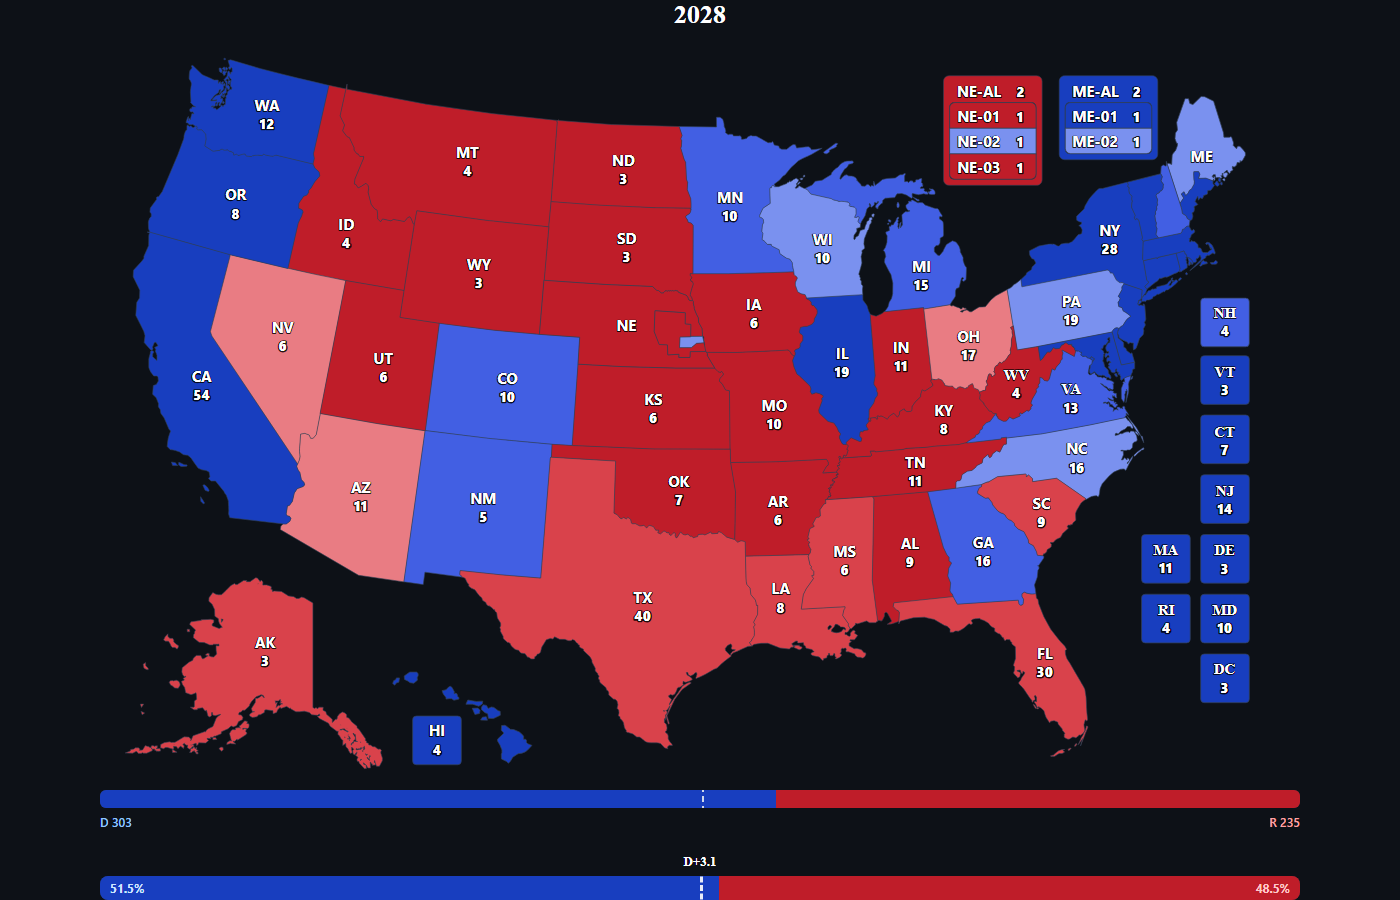 2028
WA
12
OR
8
CA
54
NV
6
ID
4
MT
4
WY
3
UT
6
AZ
11
CO
10
NM
5
ND
3
SD
3
NE
KS
6
OK
7
TX
40
MN
10
IA
6
MO
10
AR
6
LA
8
WI
10
IL
19
MI
15
IN
11
OH
17
KY
8
TN
11
MS
6
AL
9
GA
16
FL
30
SC
9
NC
16
VA
13
WV
4
PA
19
NY
28
ME
NE-AL 2
NE-01 1
NE-02 1
NE-03 1
ME-AL 2
ME-01 1
ME-02 1
NH
4
VT
3
CT
7
NJ
14
MA
11
DE
3
RI
4
MD
10
DC
3
AK
3
HI
4
D 303
R 235
D+3.1
51.5%
48.5%